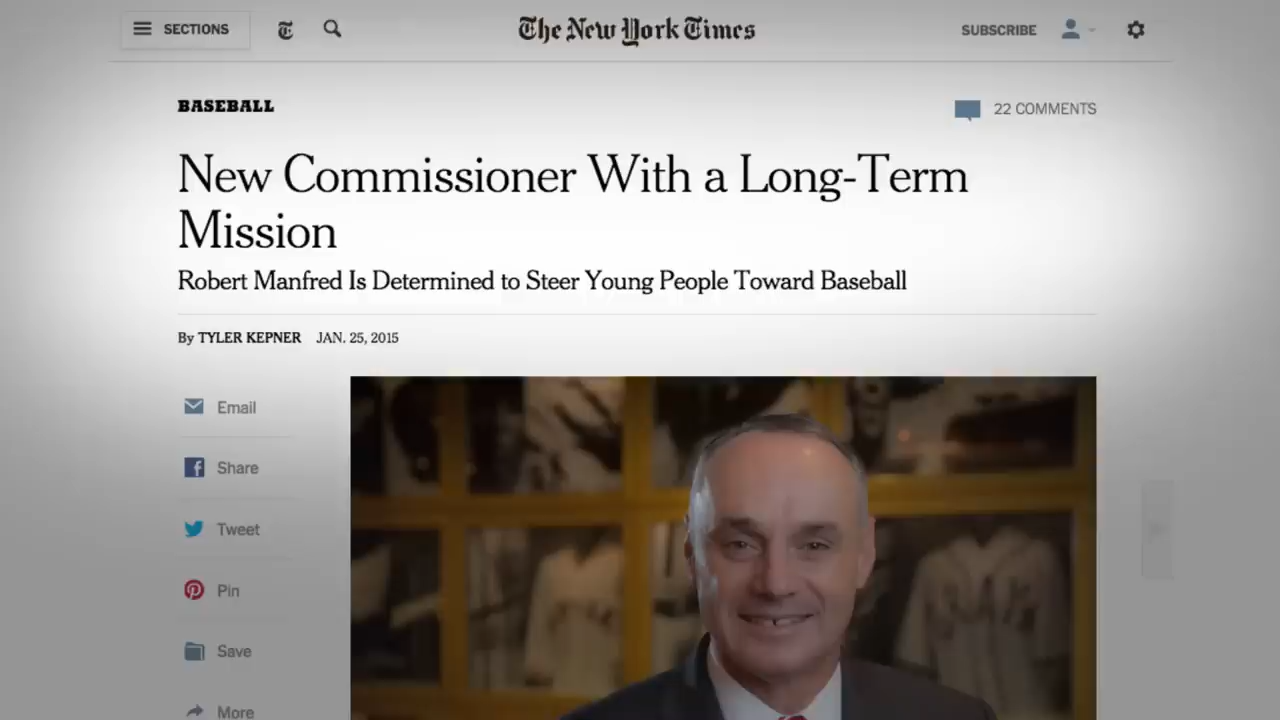 SECTIONS
The New York Times
SUBSCRIBE
BASEBALL
22 COMMENTS
New Commissioner With a Long-Term
Mission
Robert Manfred Is Determined to Steer Young People Toward Baseball
By TYLER KEPNER JAN. 25, 2015
Email
Share
Tweet
Pin
Save
More